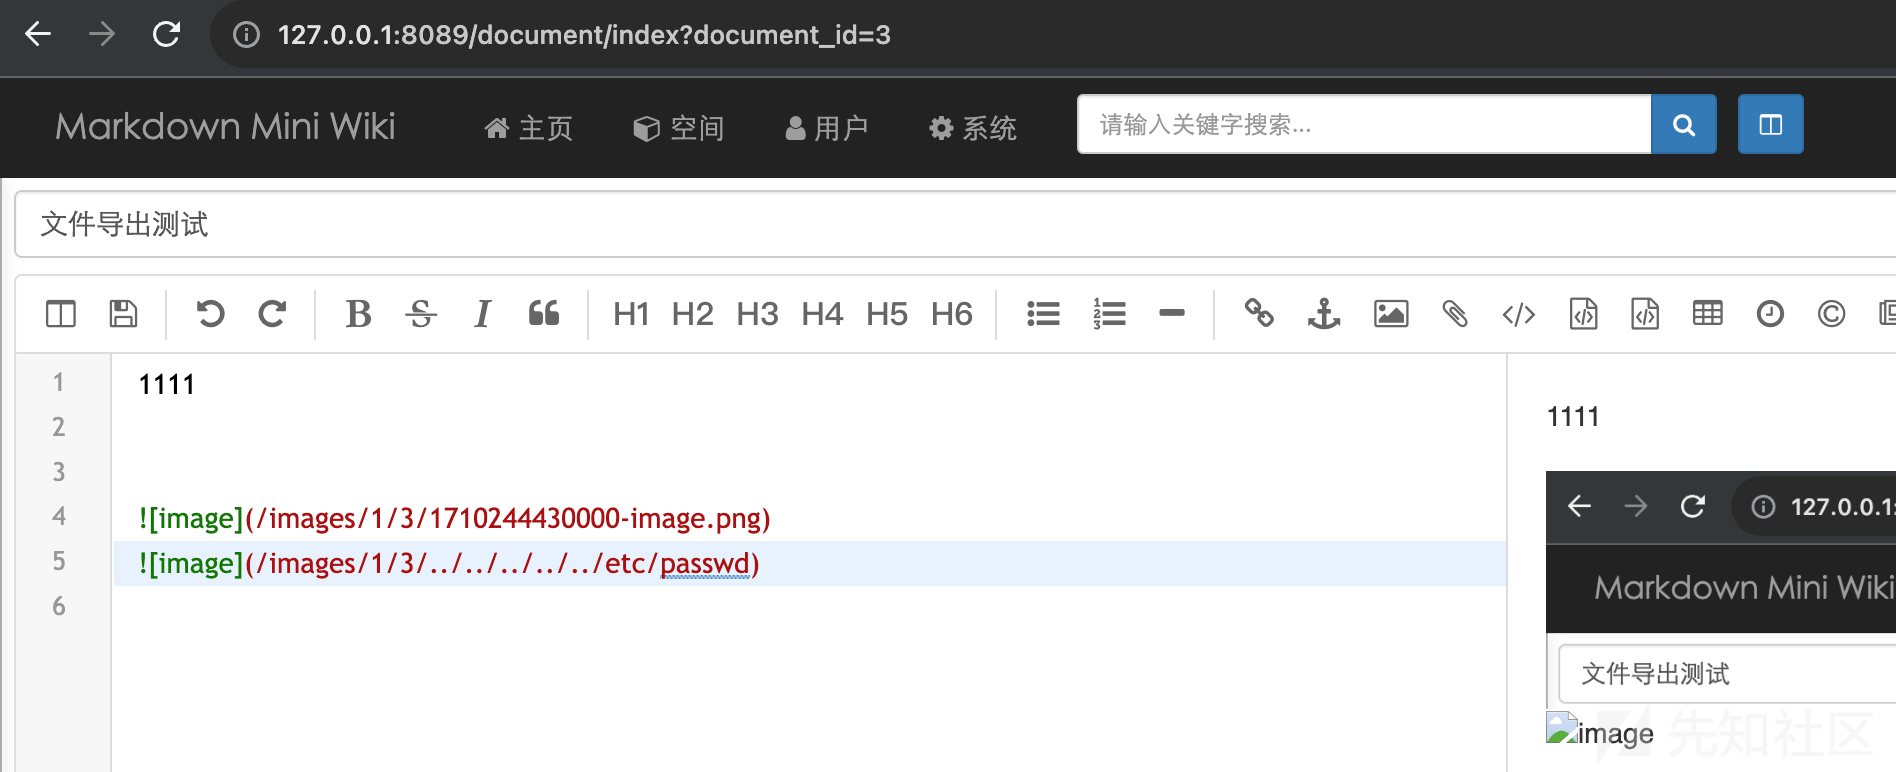 127.0.0.1:8089/document/index?document_id=3
Markdown Mini Wiki 主页 空间 用户 系统 请输入关键字搜索...
文件导出测试
B S I H1 H2 H3 H4 H5 H6
1 1111
2
3
4 ![image](/images/1/3/1710244430000-image.png)
5 ![image](/images/1/3/../../../../../etc/passwd)
6
1111
127.0.0.1:
Markdown Mini Wiki
文件导出测试
image
先知社区